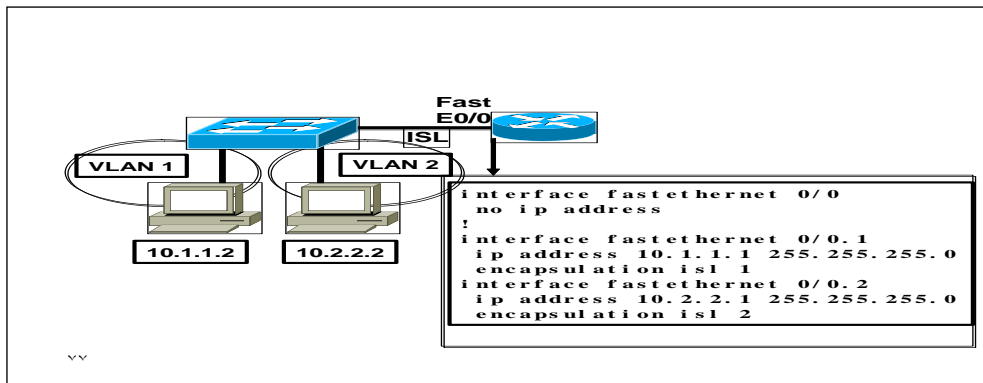 Fast
E0/0
ISL
VLAN 1
VLAN 2
10.1.1.2
10.2.2.2
interface fastethernet 0/0
no ip address
!
interface fastethernet 0/0.1
ip address 10.1.1.1 255.255.255.0
encapsulation isl 1
interface fastethernet 0/0.2
ip address 10.2.2.1 255.255.255.0
encapsulation isl 2
٧٧